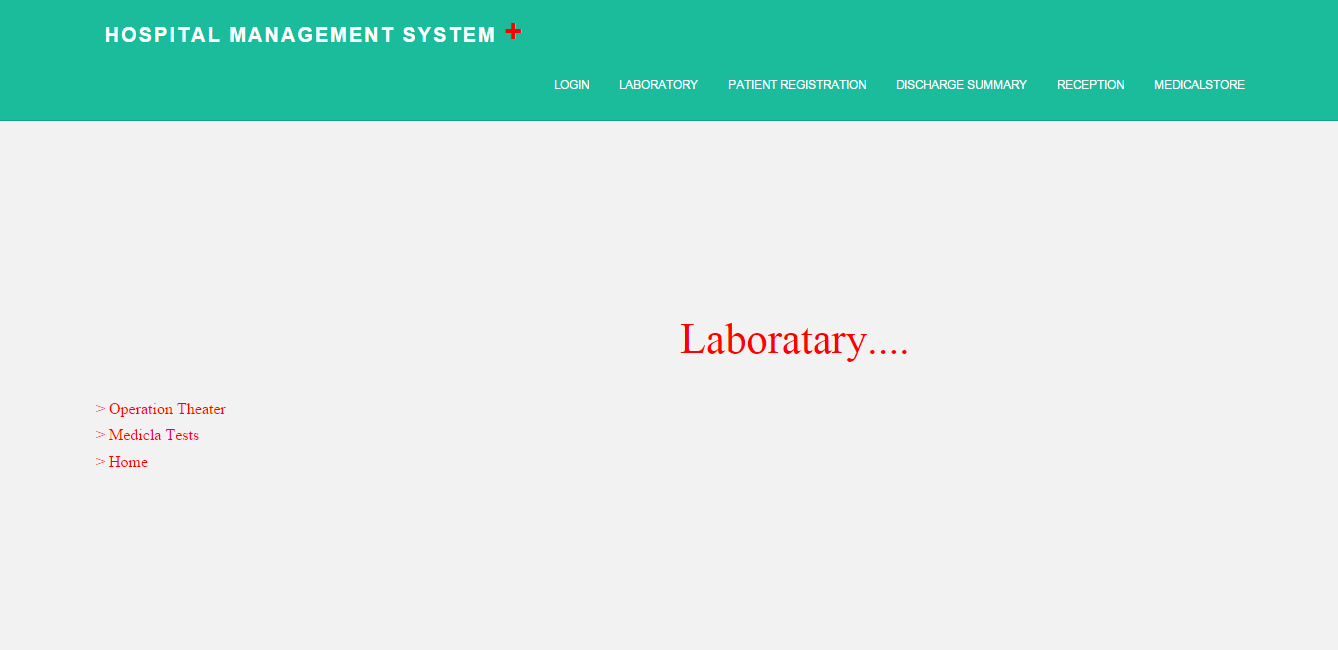 HOSPITAL MANAGEMENT SYSTEM +
LOGIN LABORATORY PATIENT REGISTRATION DISCHARGE SUMMARY RECEPTION MEDICALSTORE
Laboratary....
> Operation Theater
> Medicla Tests
> Home